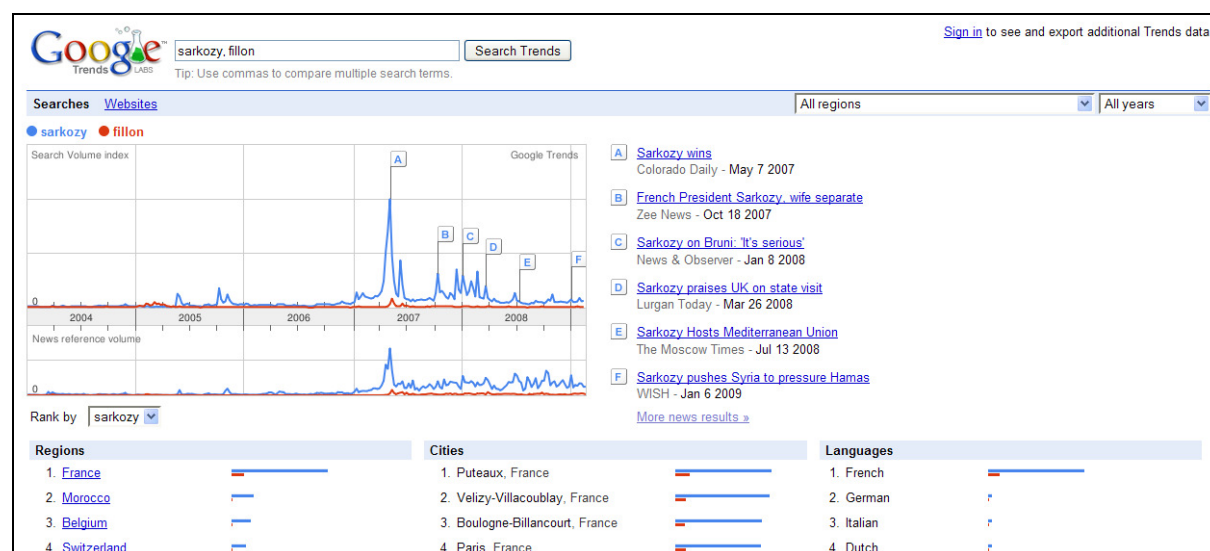 Google Trends LABS
sarkozy, fillon
Search Trends
Sign in to see and export additional Trends data
Tip: Use commas to compare multiple search terms.
Searches Websites
All regions
All years
sarkozy fillon
Search Volume index
Google Trends
A
B
C
D
E
F
0
2004 2005 2006 2007 2008
News reference volume
0
A Sarkozy wins
Colorado Daily - May 7 2007
B French President Sarkozy, wife separate
Zee News - Oct 18 2007
C Sarkozy on Bruni: 'It's serious'
News & Observer - Jan 8 2008
D Sarkozy praises UK on state visit
Lurgan Today - Mar 26 2008
E Sarkozy Hosts Mediterranean Union
The Moscow Times - Jul 13 2008
F Sarkozy pushes Syria to pressure Hamas
WISH - Jan 6 2009
More news results »
Rank by sarkozy
Regions
1. France
2. Morocco
3. Belgium
4. Switzerland
Cities
1. Puteaux, France
2. Velizy-Villacoublay, France
3. Boulogne-Billancourt, France
4. Paris, France
Languages
1. French
2. German
3. Italian
4. Dutch